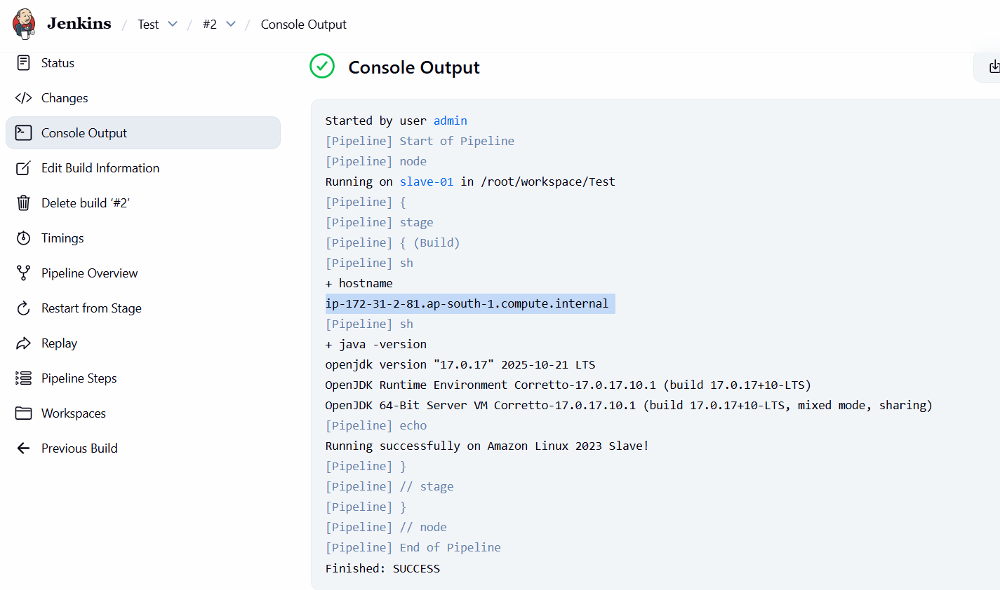 Jenkins / Test / #2 / Console Output
Status
Changes
Console Output
Edit Build Information
Delete build ‘#2’
Timings
Pipeline Overview
Restart from Stage
Replay
Pipeline Steps
Workspaces
Previous Build
Console Output
Started by user admin
[Pipeline] Start of Pipeline
[Pipeline] node
Running on slave-01 in /root/workspace/Test
[Pipeline] {
[Pipeline] stage
[Pipeline] { (Build)
[Pipeline] sh
+ hostname
ip-172-31-2-81.ap-south-1.compute.internal
[Pipeline] sh
+ java -version
openjdk version "17.0.17" 2025-10-21 LTS
OpenJDK Runtime Environment Corretto-17.0.17.10.1 (build 17.0.17+10-LTS)
OpenJDK 64-Bit Server VM Corretto-17.0.17.10.1 (build 17.0.17+10-LTS, mixed mode, sharing)
[Pipeline] echo
Running successfully on Amazon Linux 2023 Slave!
[Pipeline] }
[Pipeline] // stage
[Pipeline] }
[Pipeline] // node
[Pipeline] End of Pipeline
Finished: SUCCESS